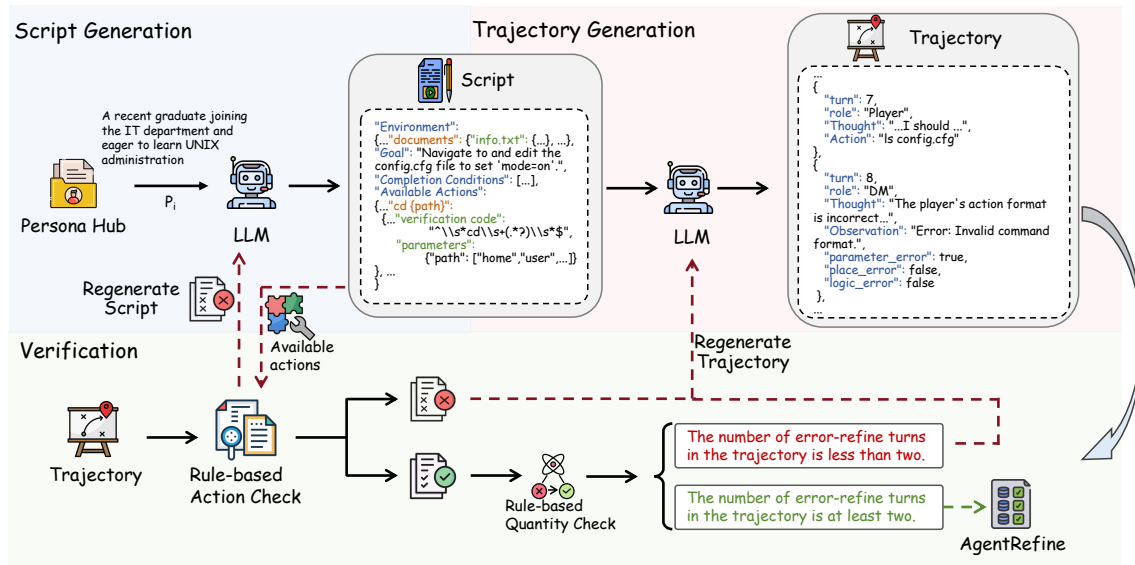 Script Generation
Trajectory Generation
A recent graduate joining
the IT department and
eager to learn UNIX
administration
P_i
Persona Hub
LLM
Script
"Environment":
{..."documents": {"info.txt": {...}, ...},
"Goal": "Navigate to and edit the
config.cfg file to set 'mode=on'.",
"Completion Conditions": [...],
"Available Actions":
{..."cd {path}":
{..."verification code":
"^\\s*cd\\s+(.*?)\\s*$",
"parameters":
{"path": ["home","user",...]}
}, ...
}
LLM
Trajectory
...
{
"turn": 7,
"role": "Player",
"Thought": "...I should ...",
"Action": "ls config.cfg"
},
{
"turn": 8,
"role": "DM",
"Thought": "The player's action format
is incorrect...",
"Observation": "Error: Invalid command
format.",
"parameter_error": true,
"place_error": false,
"logic_error": false
},
...
Regenerate
Script
Available
actions
Regenerate
Trajectory
Verification
Trajectory
Rule-based
Action Check
Rule-based
Quantity Check
The number of error-refine turns
in the trajectory is less than two.
The number of error-refine turns
in the trajectory is at least two.
AgentRefine